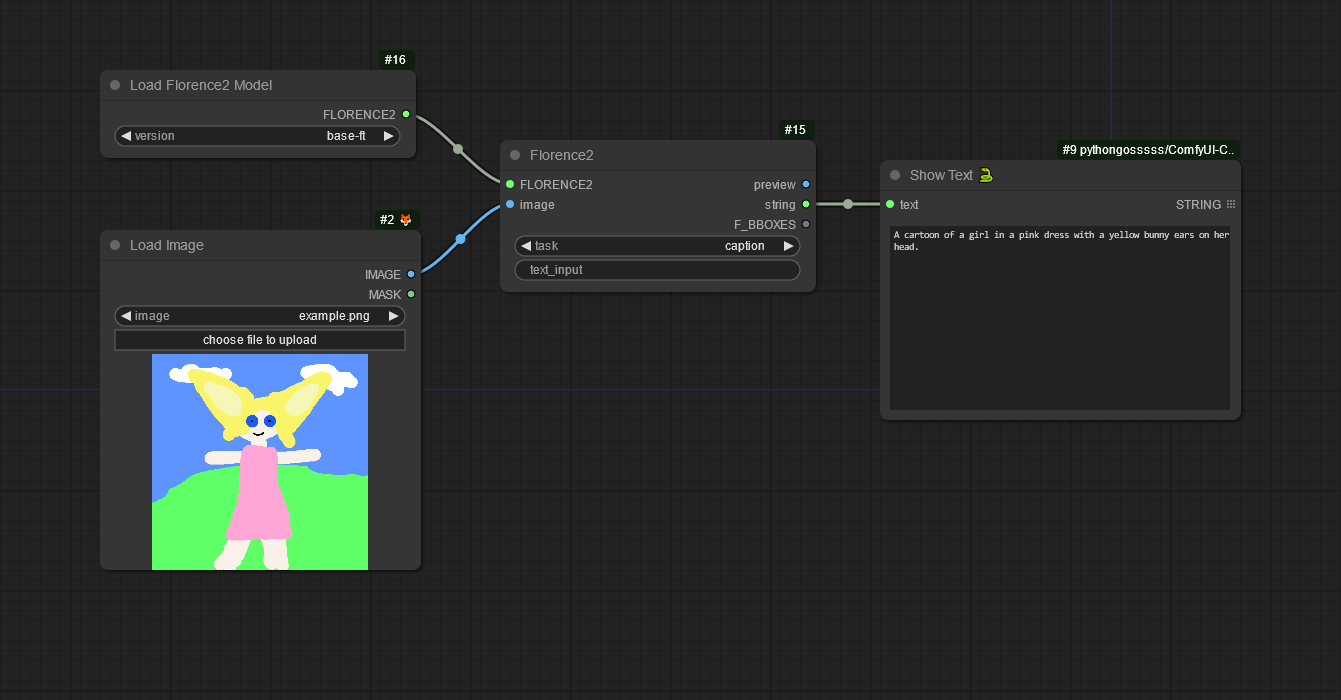 #16
Load Florence2 Model
FLORENCE2
version base-ft
#2
Load Image
IMAGE
MASK
image example.png
choose file to upload
#15
Florence2
FLORENCE2 preview
image string
F_BBOXES
task caption
text_input
#9 pythongosssss/ComfyUI-C..
Show Text
text STRING
A cartoon of a girl in a pink dress with a yellow bunny ears on her
head.